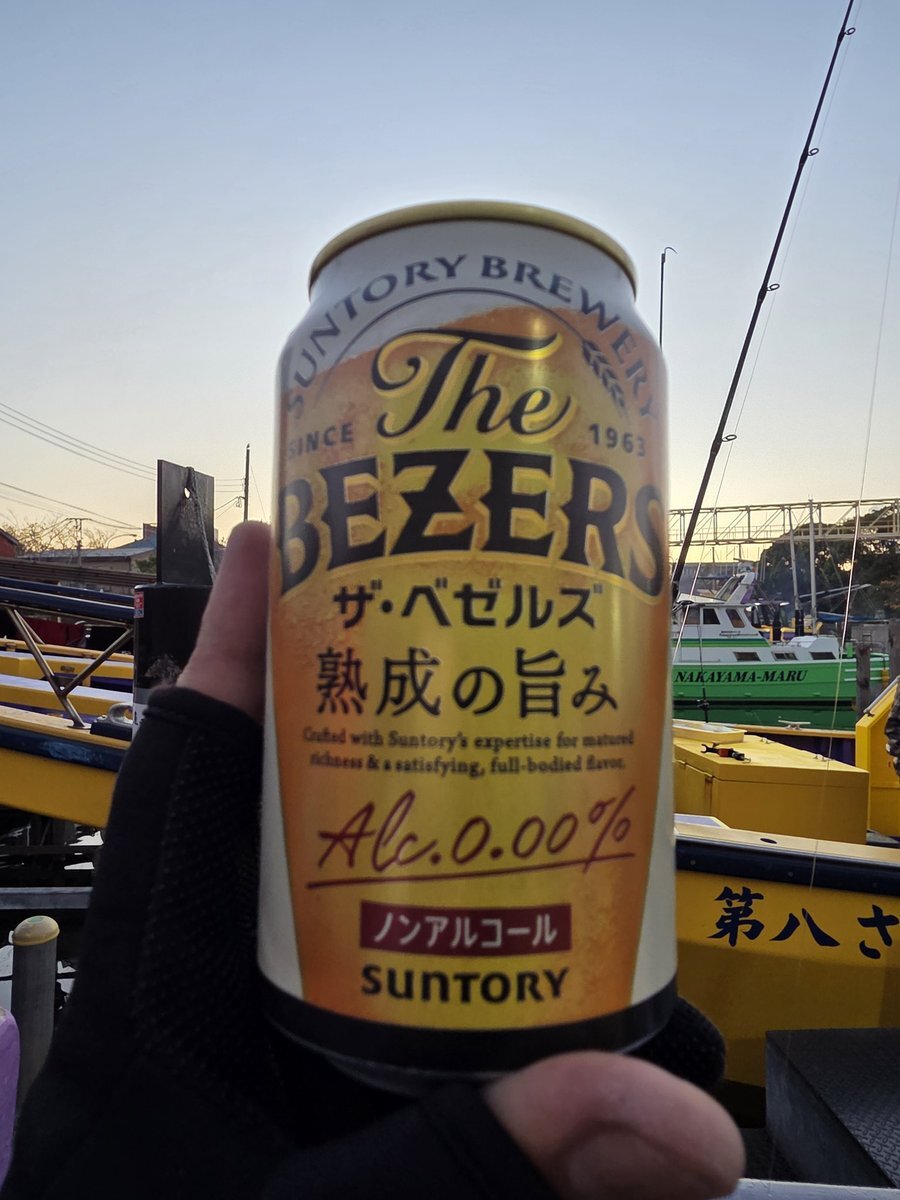 SUNTORY BREWERY
The
SINCE 1963
BEZERS
ザ・ベゼルズ
熟成の旨み
Crafted with Suntory's expertise for matured
richness & a satisfying, full-bodied flavor.
Alc.0.00%
ノンアルコール
SUNTORY
NAKAYAMA-MARU
第八さ